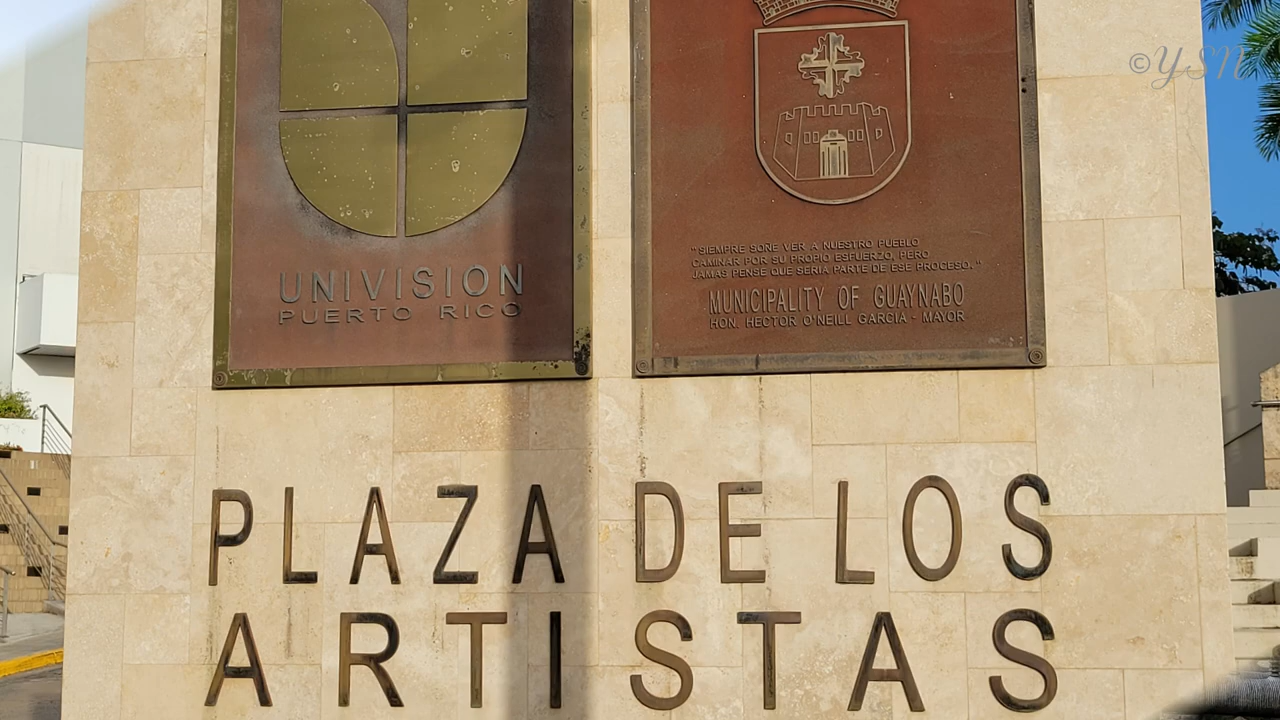 ©YSN
UNIVISION
PUERTO RICO
"SIEMPRE SOÑE VER A NUESTRO PUEBLO
CAMINAR POR SU PROPIO ESFUERZO, PERO
JAMAS PENSE QUE SERIA PARTE DE ESE PROCESO."
MUNICIPALITY OF GUAYNABO
HON. HECTOR O'NEILL GARCIA - MAYOR
PLAZA DE LOS
ARTISTAS